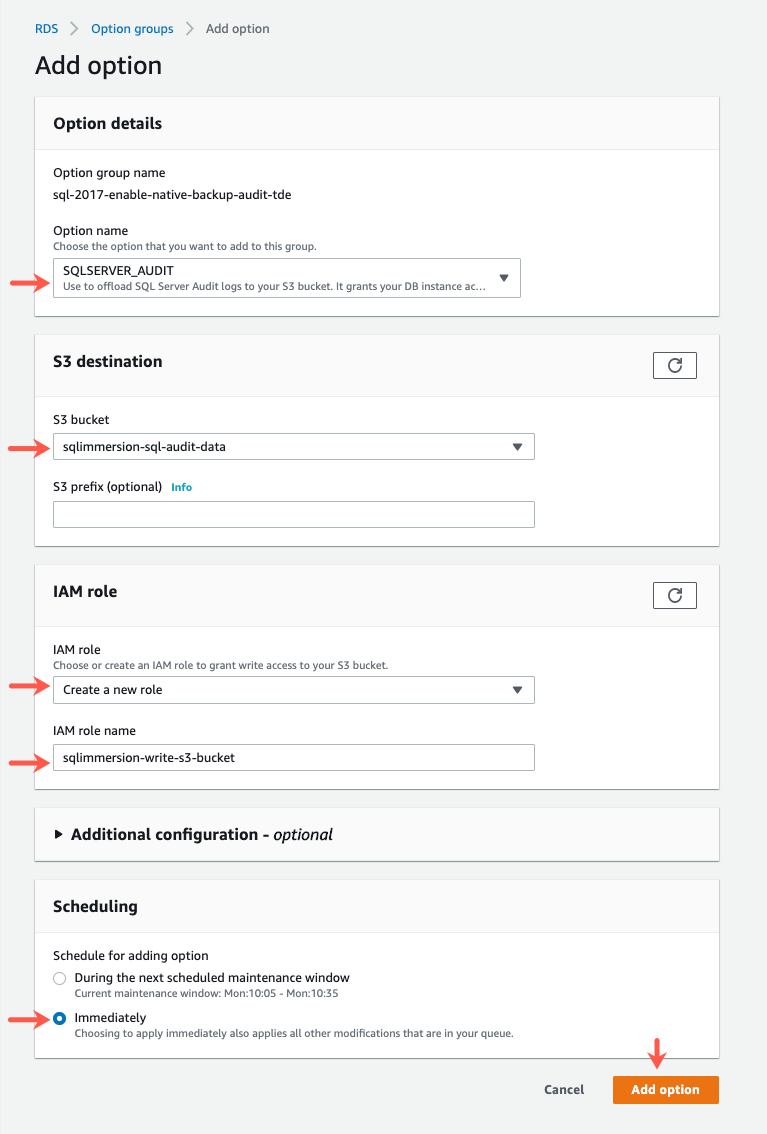 RDS > Option groups > Add option
Add option
Option details
Option group name
sql-2017-enable-native-backup-audit-tde
Option name
Choose the option that you want to add to this group.
SQLSERVER_AUDIT
Use to offload SQL Server Audit logs to your S3 bucket. It grants your DB instance ac...
S3 destination
S3 bucket
sqlimmersion-sql-audit-data
S3 prefix (optional) Info
IAM role
IAM role
Choose or create an IAM role to grant write access to your S3 bucket.
Create a new role
IAM role name
sqlimmersion-write-s3-bucket
Additional configuration - optional
Scheduling
Schedule for adding option
During the next scheduled maintenance window
Current maintenance window: Mon:10:05 - Mon:10:35
Immediately
Choosing to apply immediately also applies all other modifications that are in your queue.
Cancel Add option